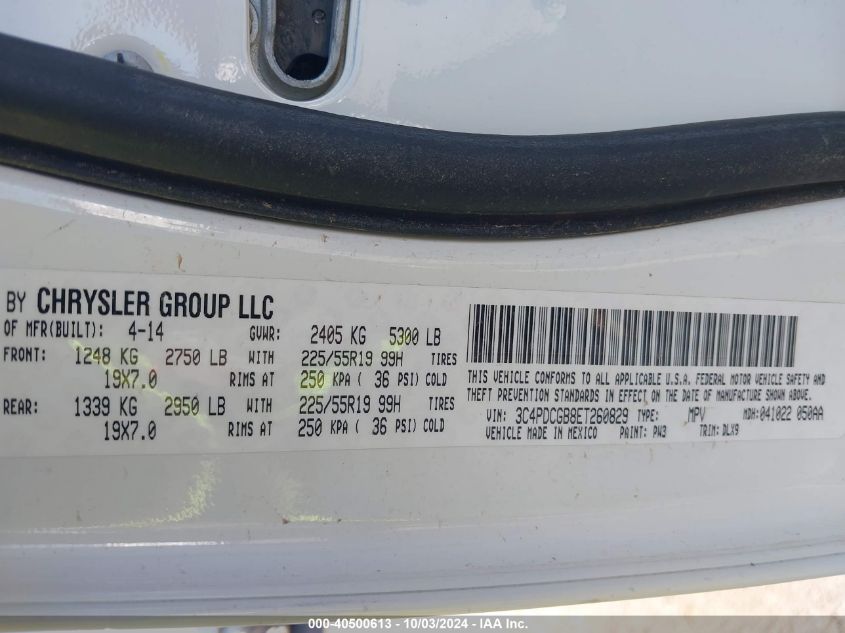 BY CHRYSLER GROUP LLC
OF MFR(BUILT): 4-14 GVWR: 2405 KG 5300 LB
FRONT: 1248 KG 2750 LB WITH 225/55R19 99H TIRES
19X7.0 RIMS AT 250 KPA ( 36 PSI) COLD
REAR: 1339 KG 2950 LB WITH 225/55R19 99H TIRES
19X7.0 RIMS AT 250 KPA ( 36 PSI) COLD
THIS VEHICLE CONFORMS TO ALL APPLICABLE U.S.A. FEDERAL MOTOR VEHICLE SAFETY AND
THEFT PREVENTION STANDARDS IN EFFECT ON THE DATE OF MANUFACTURE SHOWN ABOVE.
VIN: 3C4PDCGB8ET260829 TYPE: MPV MDH: 041022 050AA
VEHICLE MADE IN MEXICO PAINT: PW3 TRIM: DLX9
000-40500613 - 10/03/2024 - IAA Inc.